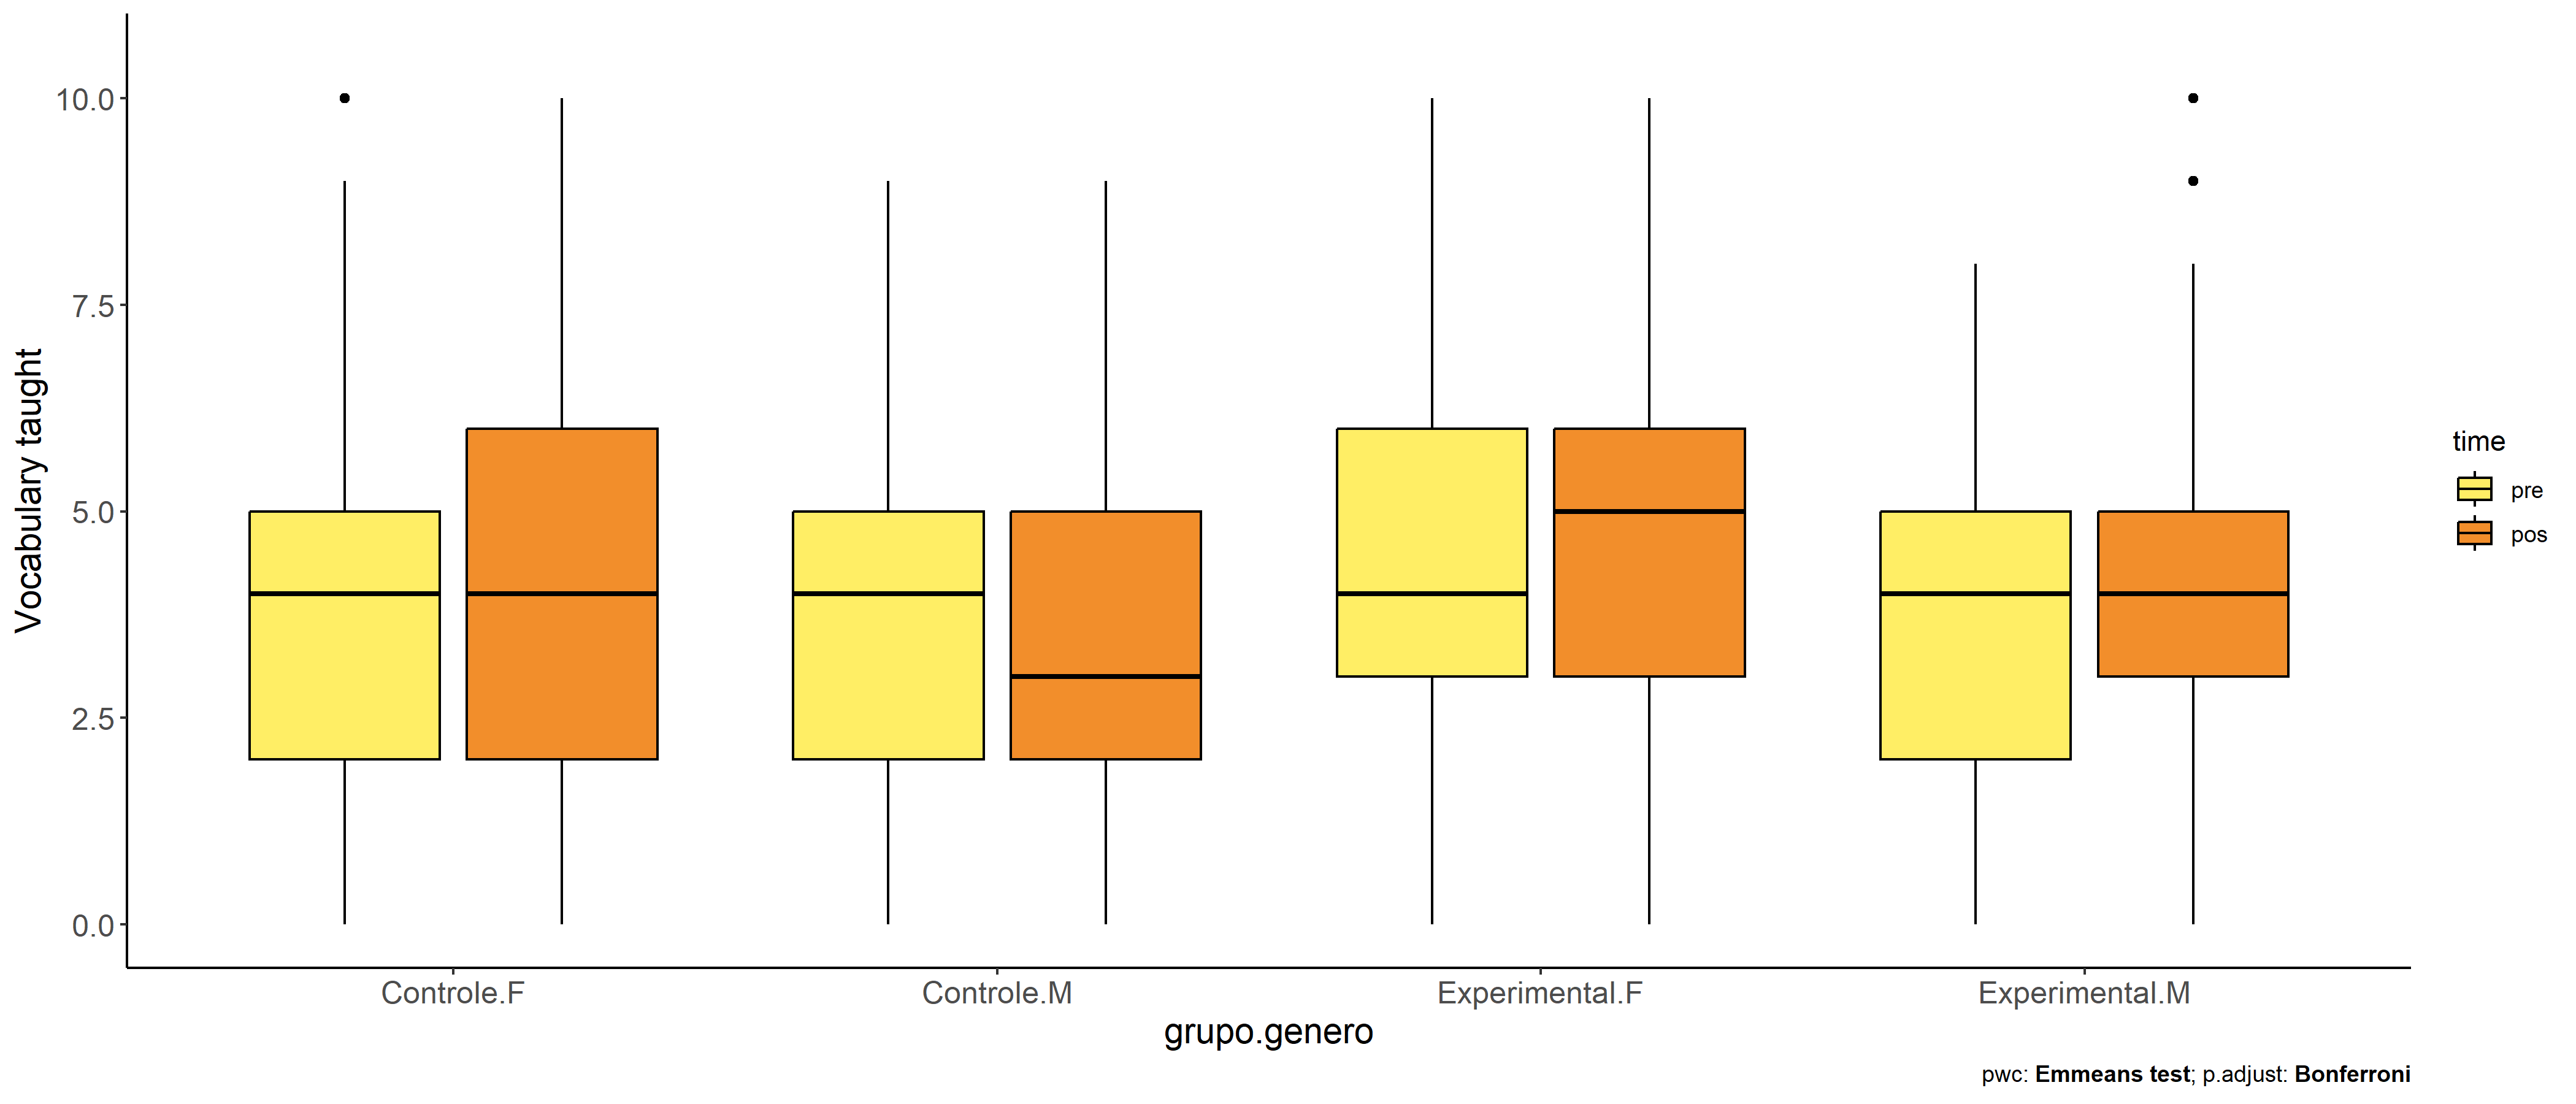 Vocabulary taught
10.0
7.5
5.0
2.5
0.0
Controle.F
Controle.M
Experimental.F
Experimental.M
grupo.genero
time
pre
pos
pwc: Emmeans test; p.adjust: Bonferroni